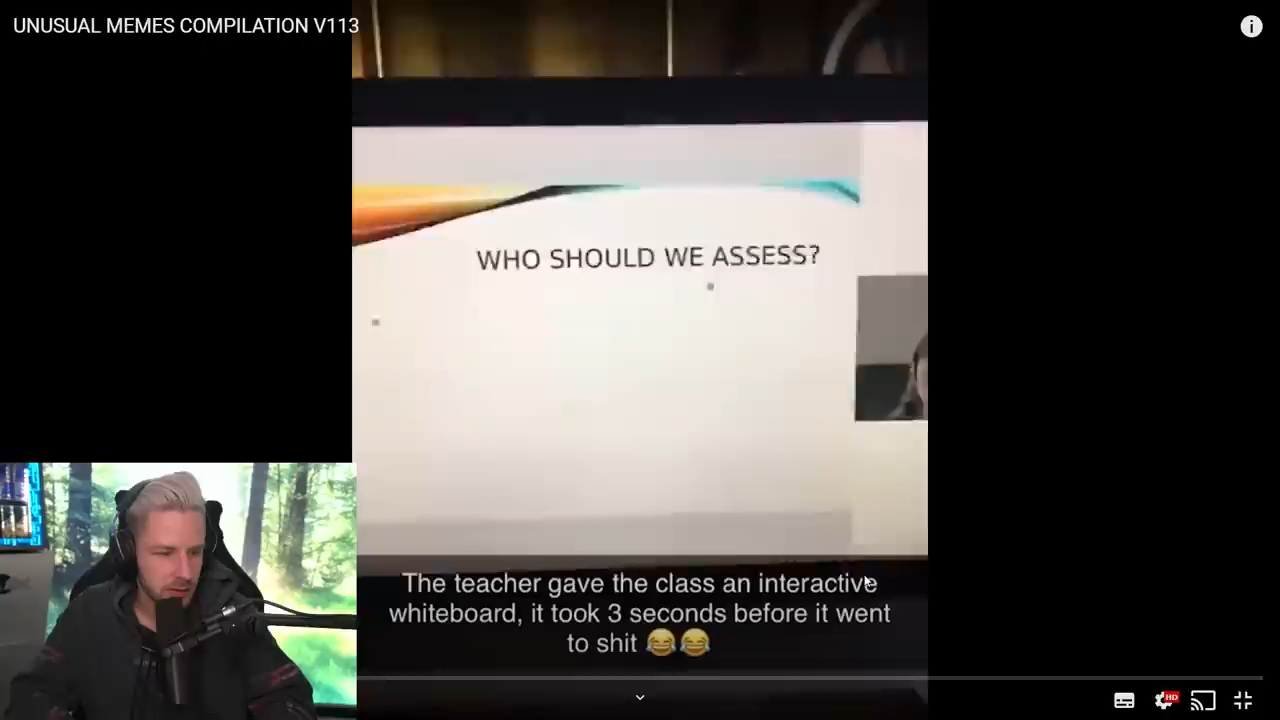 UNUSUAL MEMES COMPILATION V113
WHO SHOULD WE ASSESS?
The teacher gave the class an interactive
whiteboard, it took 3 seconds before it went
to shit 😂😂
HD